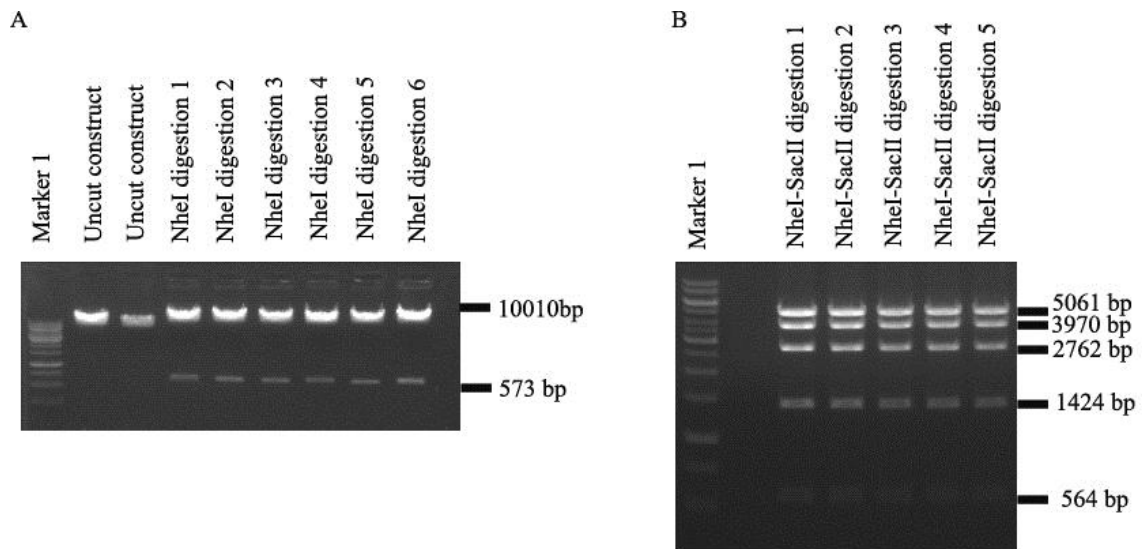 A
Marker 1
Uncut construct
Uncut construct
NheI digestion 1
NheI digestion 2
NheI digestion 3
NheI digestion 4
NheI digestion 5
NheI digestion 6
10010bp
573 bp
B
Marker 1
NheI-SacII digestion 1
NheI-SacII digestion 2
NheI-SacII digestion 3
NheI-SacII digestion 4
NheI-SacII digestion 5
5061 bp
3970 bp
2762 bp
1424 bp
564 bp